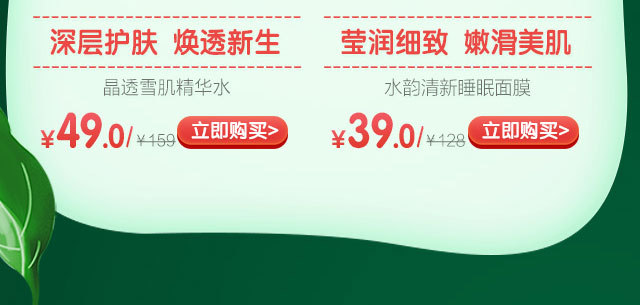 深层护肤 焕透新生
晶透雪肌精华水
¥49.0/¥159 立即购买>
莹润细致 嫩滑美肌
水韵清新睡眠面膜
¥39.0/¥128 立即购买>